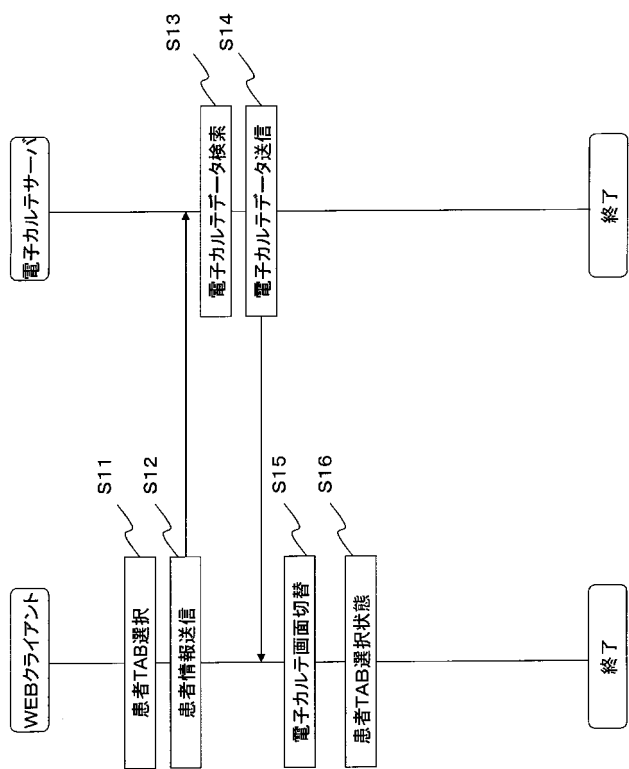 WEBクライアント
電子カルテサーバ
患者TAB選択
S11
患者情報送信
S12
電子カルテデータ検索
S13
電子カルテデータ送信
S14
電子カルテ画面切替
S15
患者TAB選択状態
S16
終了
終了